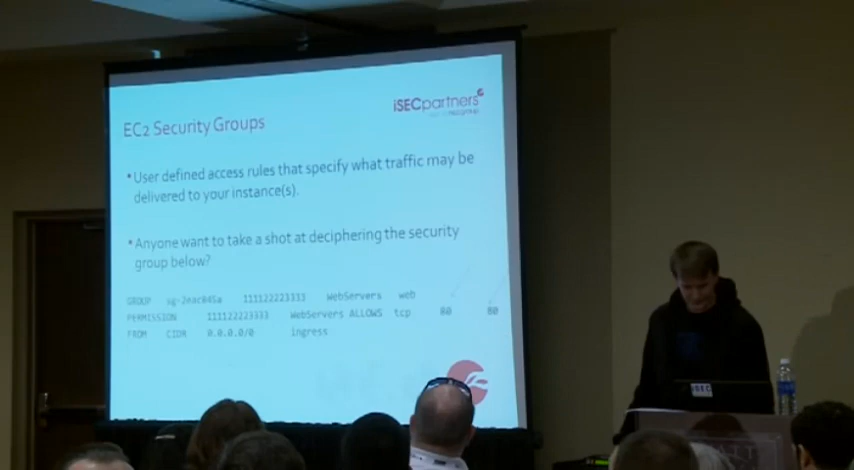 iSECpartners
EC2 Security Groups
•User defined access rules that specify what traffic may be
delivered to your instance(s).
•Anyone want to take a shot at deciphering the security
group below?
GROUP sg-2eac845a 111122223333 WebServers web
PERMISSION 111122223333 WebServers ALLOWS tcp 80 80
FROM CIDR 0.0.0.0/0 ingress
iSEC